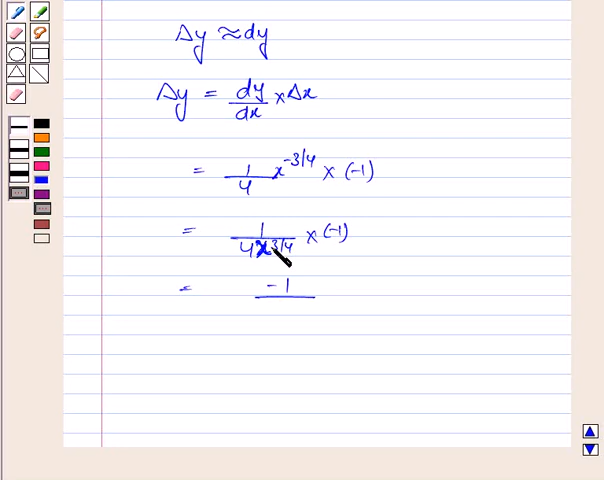 Δy ≈ dy
Δy = dy/dx × Δx
= 1/4 x^-3/4 × (-1)
= 1/4x^3/4 × (-1)
= -1